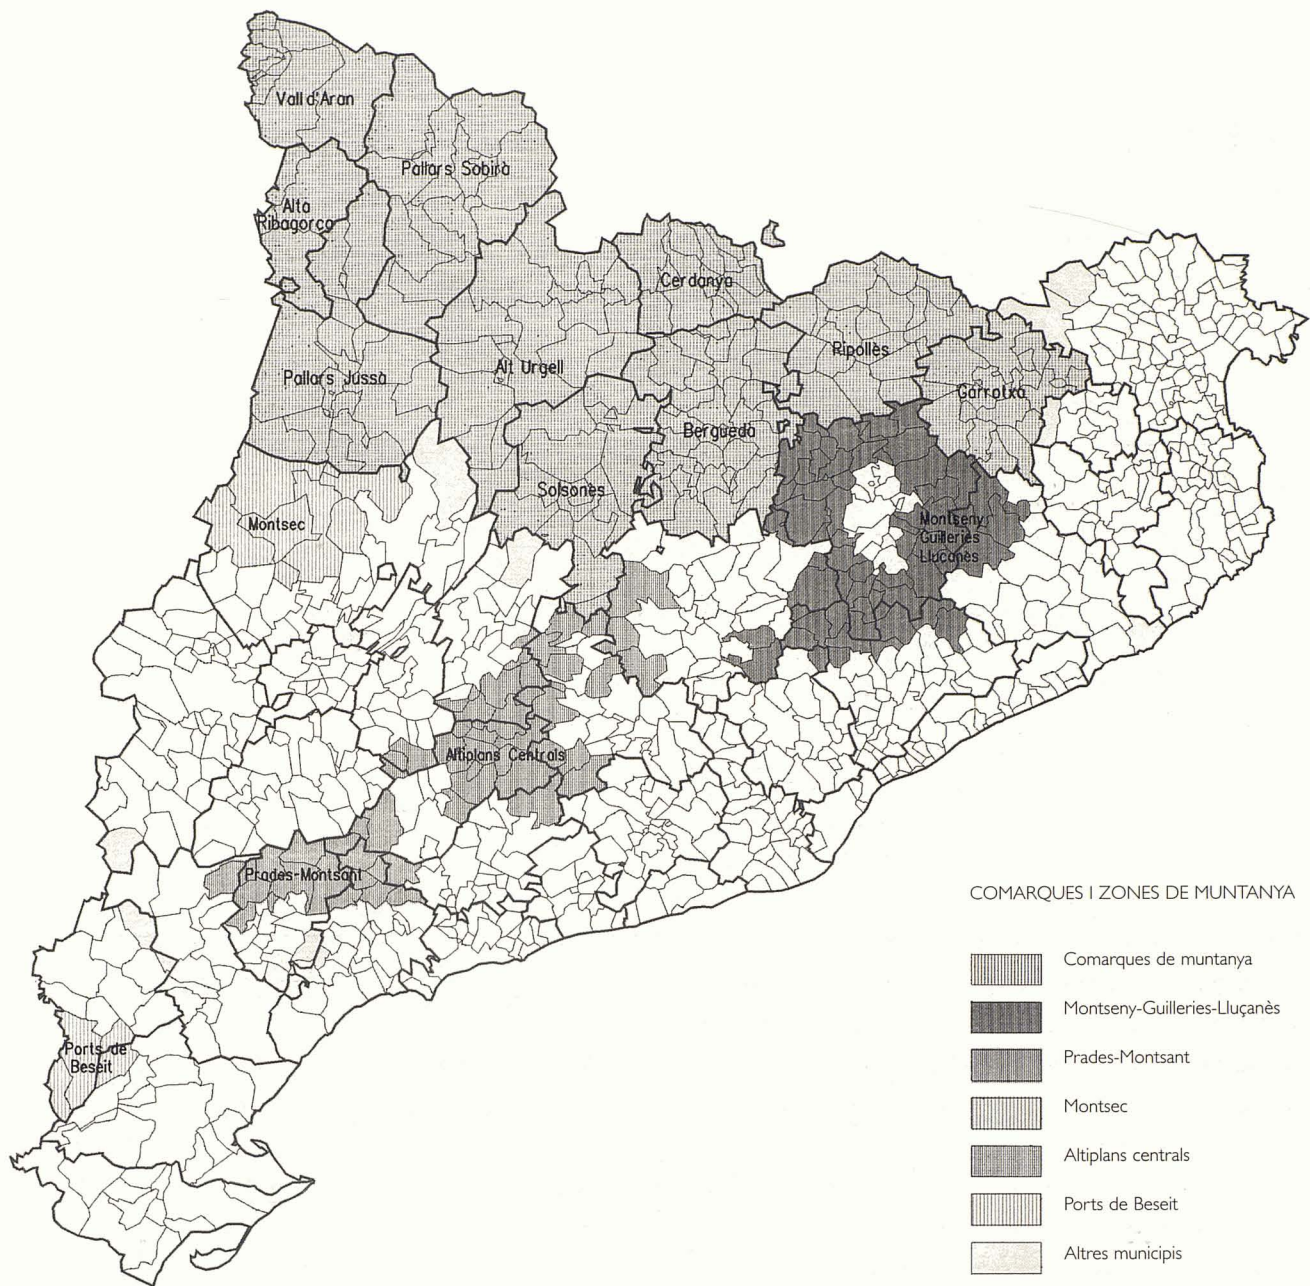 Vall d'Aran
Pallars Sobirà
Alta
Ribagorça
Cerdanya
Ripollès
Pallars Jussà
Alt Urgell
Garrotxa
Berguedà
Solsonès
Montsec
Montseny
Guilleries
Lluçanès
Altiplans Centrals
Prades-Montsant
Ports de
Beseit
COMARQUES I ZONES DE MUNTANYA
Comarques de muntanya
Montseny-Guilleries-Lluçanès
Prades-Montsant
Montsec
Altiplans centrals
Ports de Beseit
Altres municipis